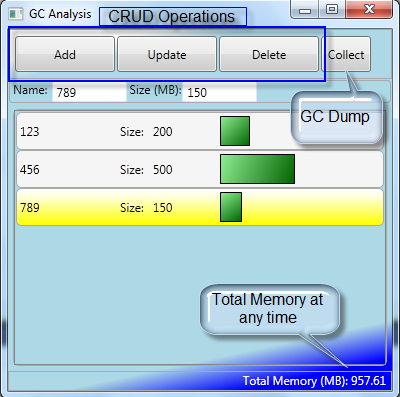 GC Analysis
CRUD Operations
Add Update Delete Collect
Name: 789 Size (MB): 150
GC Dump
123 Size: 200
456 Size: 500
789 Size: 150
Total Memory at
any time
Total Memory (MB): 957.61